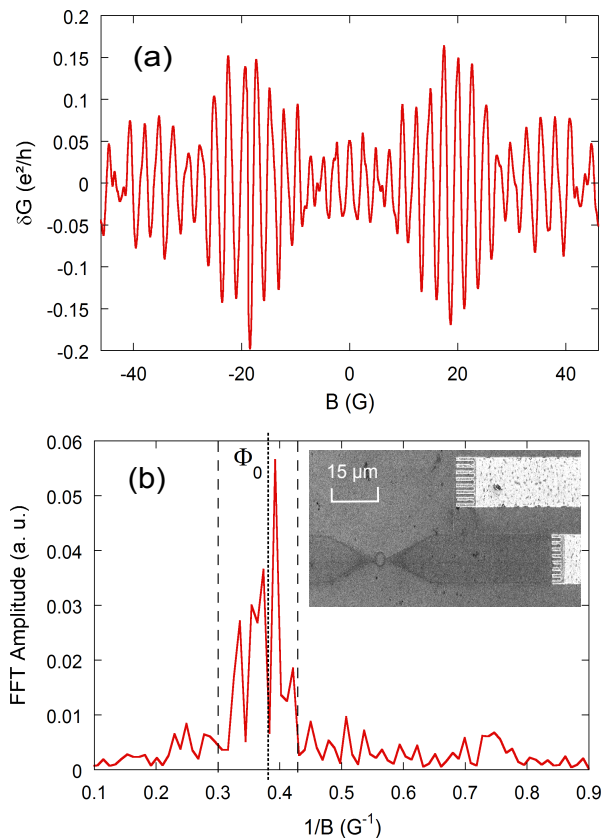 (a)
0.2
0.15
0.1
0.05
0
-0.05
-0.1
-0.15
-0.2
δG (e²/h)
-40 -20 0 20 40
B (G)
(b)
Φ0
15 µm
0.06
0.05
0.04
0.03
0.02
0.01
0
FFT Amplitude (a. u.)
0.1 0.2 0.3 0.4 0.5 0.6 0.7 0.8 0.9
1/B (G⁻¹)